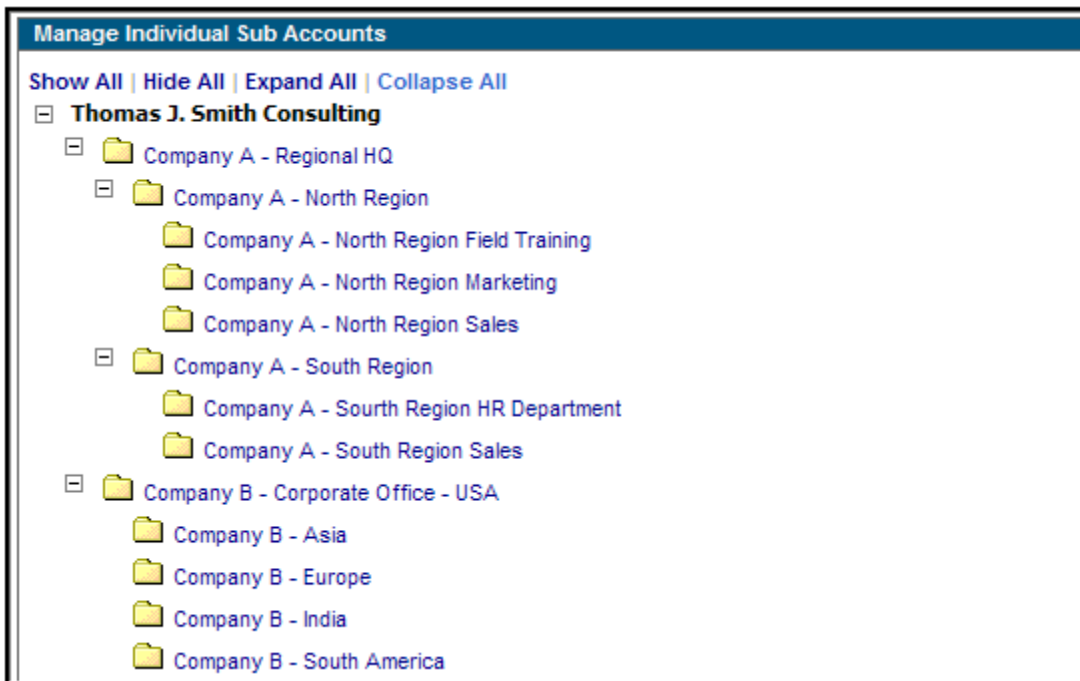 Manage Individual Sub Accounts
Show All | Hide All | Expand All | Collapse All
Thomas J. Smith Consulting
Company A - Regional HQ
Company A - North Region
Company A - North Region Field Training
Company A - North Region Marketing
Company A - North Region Sales
Company A - South Region
Company A - Sourth Region HR Department
Company A - South Region Sales
Company B - Corporate Office - USA
Company B - Asia
Company B - Europe
Company B - India
Company B - South America